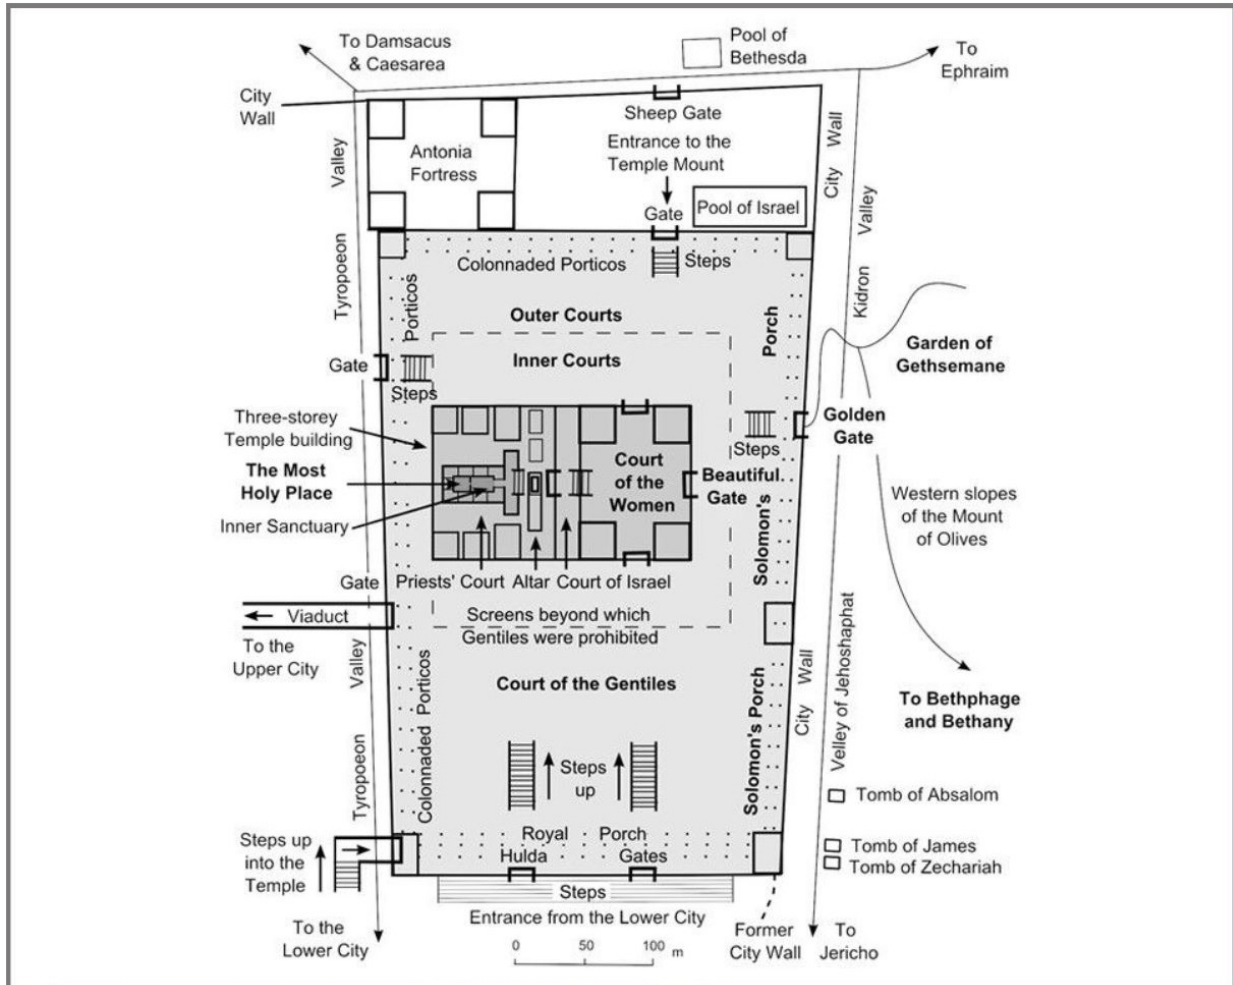 To Damsacus
& Caesarea
Pool of
Bethesda
To
Ephraim
City
Wall
Sheep Gate
Entrance to the
Temple Mount
Antonia
Fortress
Valley
City Wall
Gate
Pool of Israel
Valley
Colonnaded Porticos
Steps
Tyropoeon
Porticos
Kidron
Outer Courts
Porch
Inner Courts
Garden of
Gethsemane
Gate
Steps
Three-storey
Temple building
Golden
Gate
Steps
The Most
Holy Place
Court
of the
Women
Beautiful
Gate
Inner Sanctuary
Western slopes
of the Mount
of Olives
Solomon's
Gate
Priests' Court
Altar
Court of Israel
Viaduct
Screens beyond which
Gentiles were prohibited
To the
Upper City
Valley
Colonnaded Porticos
Court of the Gentiles
City Wall
Solomon's Porch
Velley of Jehoshaphat
To Bethphage
and Bethany
Tyropoeon
Steps
up
Tomb of Absalom
Steps up
into the
Temple
Royal Porch
Hulda Gates
Tomb of James
Tomb of Zechariah
Steps
Entrance from the Lower City
To the
Lower City
Former
City Wall
To
Jericho
0 50 100 m